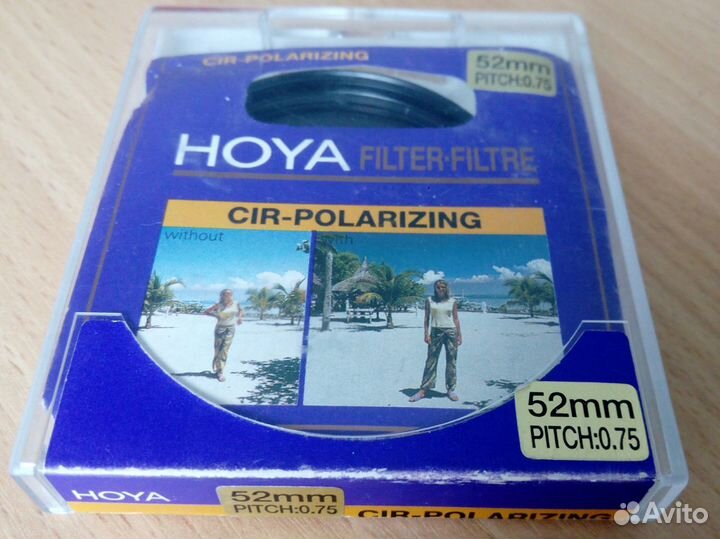 CIR-POLARIZING
52mm
PITCH:0.75
HOYA FILTER·FILTRE
CIR-POLARIZING
without
with
52mm
PITCH:0.75
HOYA
52mm
PITCH:0.75
CIR-POLARIZING
Avito